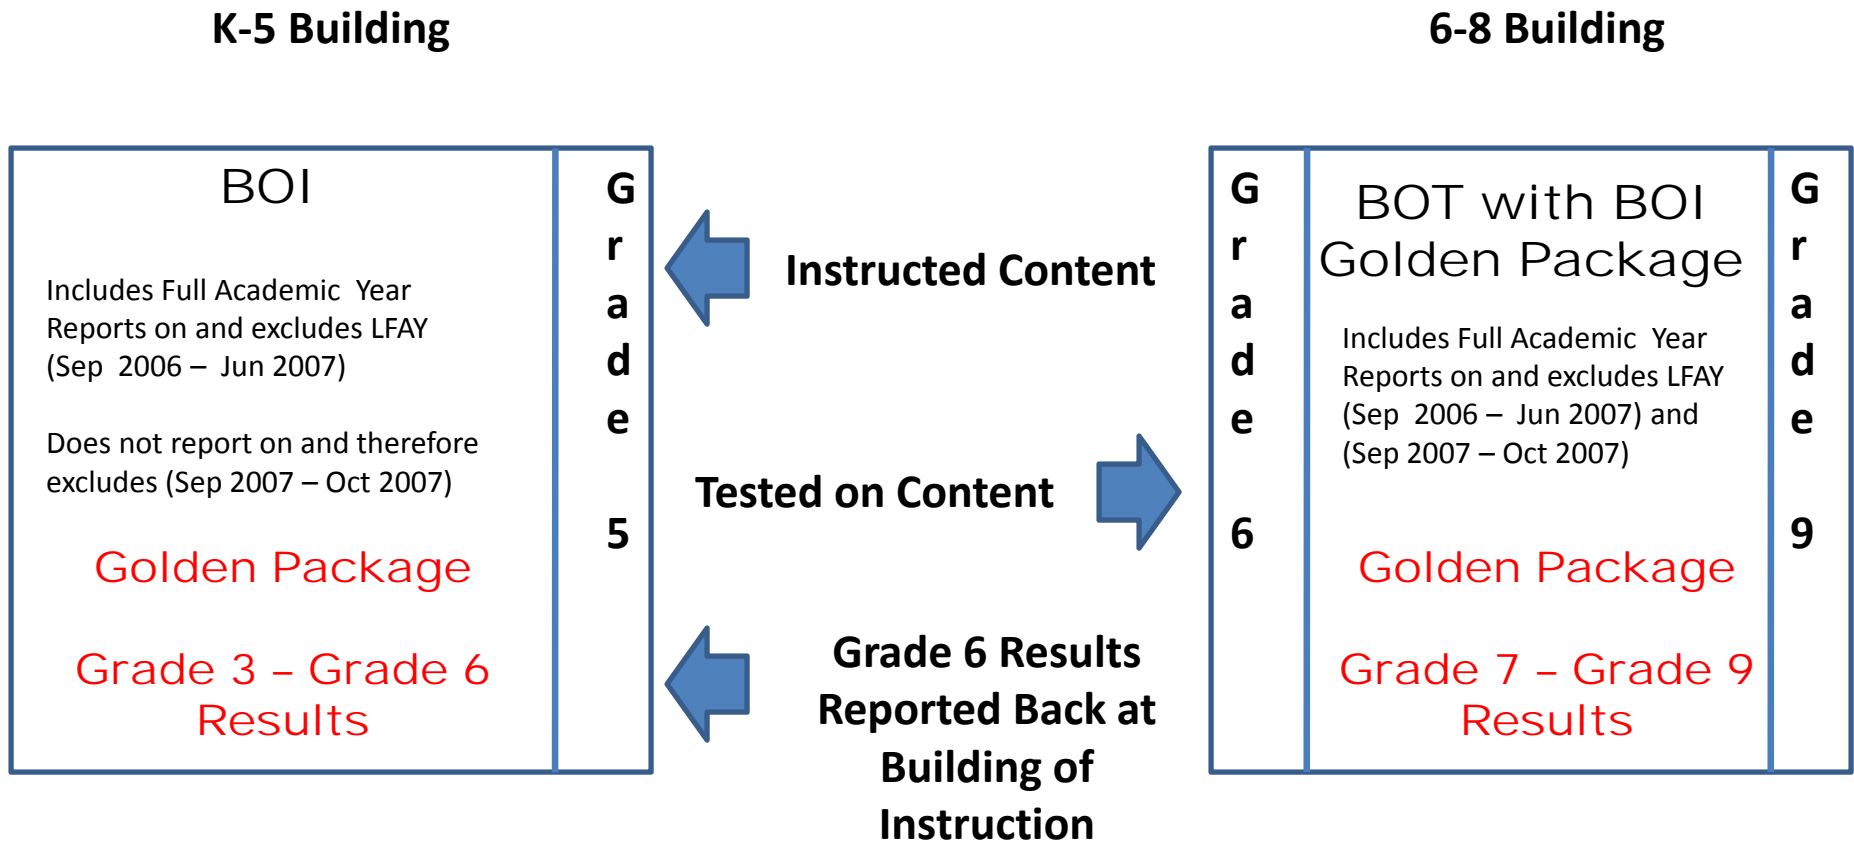 K-5 Building
6-8 Building
BOI
Includes Full Academic Year
Reports on and excludes LFAY
(Sep 2006 – Jun 2007)
Does not report on and therefore
excludes (Sep 2007 – Oct 2007)
Golden Package
Grade 3 – Grade 6
Results
Grade 5
Instructed Content
Tested on Content
Grade 6 Results
Reported Back at
Building of
Instruction
Grade 6
BOT with BOI
Golden Package
Includes Full Academic Year
Reports on and excludes LFAY
(Sep 2006 – Jun 2007) and
(Sep 2007 – Oct 2007)
Golden Package
Grade 7 – Grade 9
Results
Grade 9